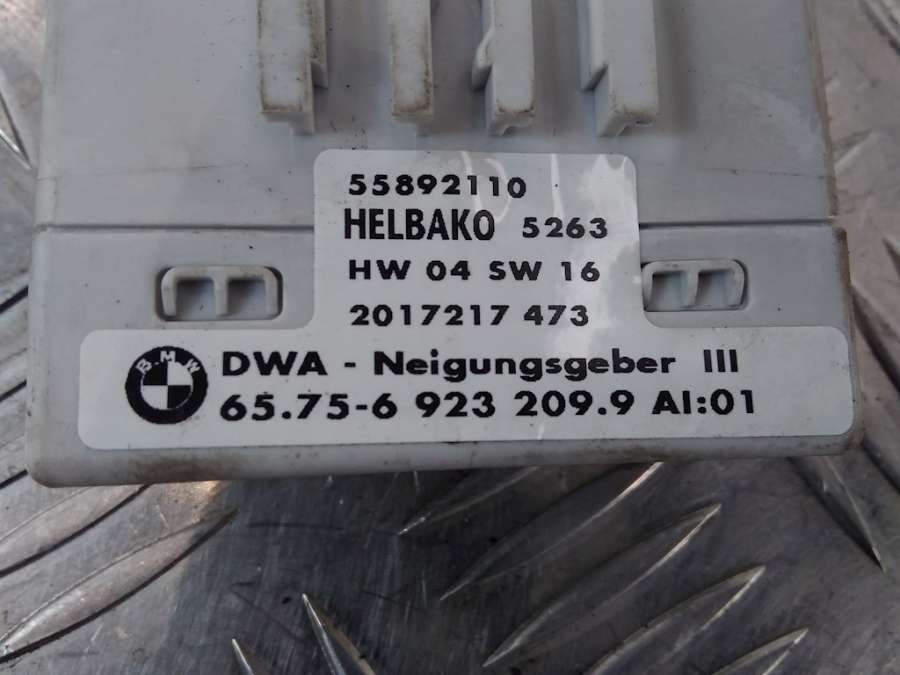 55892110
HELBAKO 5263
HW 04 SW 16
2017217 473
BMW DWA - Neigungsgeber III
65.75-6 923 209.9 AI:01